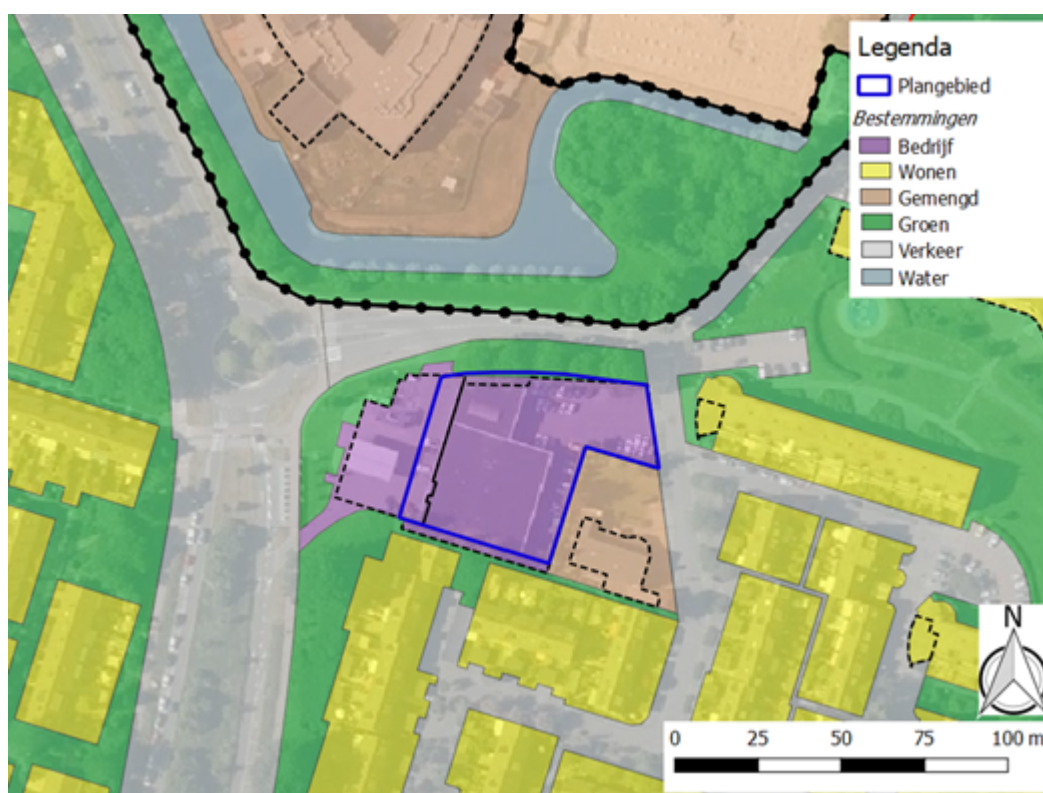 Legenda
Plangebied
Bestemmingen
Bedrijf
Wonen
Gemengd
Groen
Verkeer
Water
N
0 25 50 75 100 m